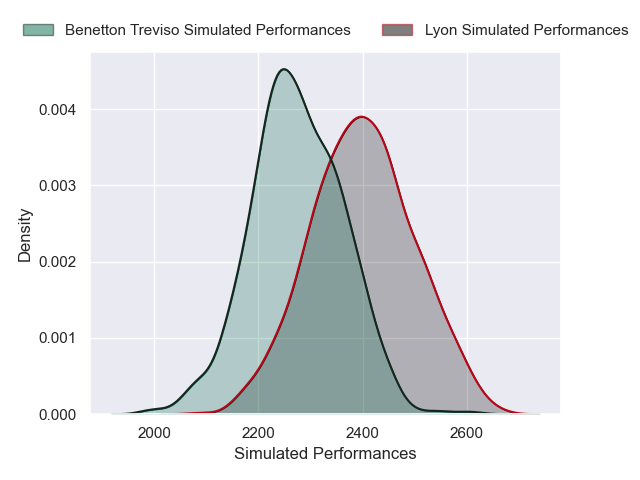 Benetton Treviso Simulated Performances
Lyon Simulated Performances
0.004
0.003
0.002
0.001
0.000
Density
2000
2200
2400
2600
Simulated Performances